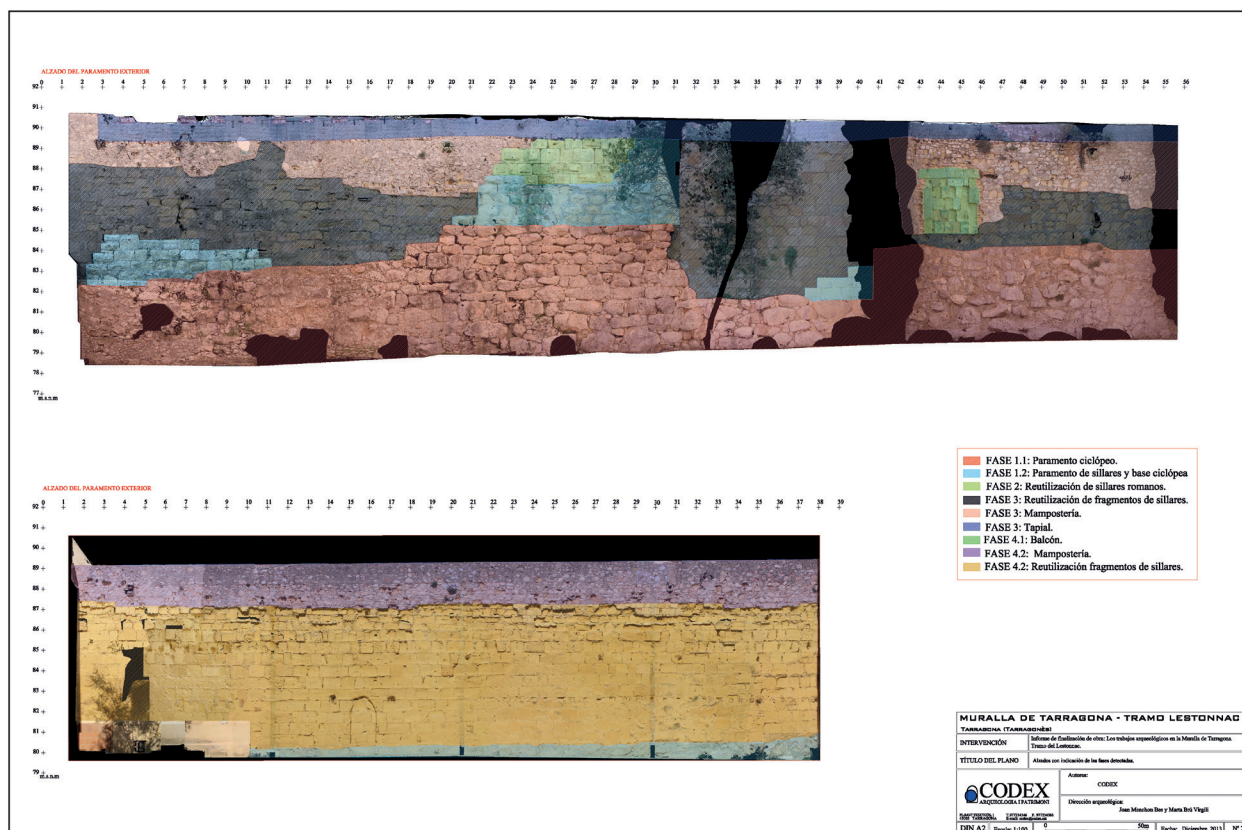 ALZADO DEL PARAMENTO EXTERIOR
0 1 2 3 4 5 6 7 8 9 10 11 12 13 14 15 16 17 18 19 20 21 22 23 24 25 26 27 28 29 30 31 32 33 34 35 36 37 38 39 40 41 42 43 44 45 46 47 48 49 50 51 52 53 54 55 56
92
91
90
89
88
87
86
85
84
83
82
81
80
79
78
77
m.s.n.m
FASE 1.1: Paramento ciclópeo.
FASE 1.2: Paramento de sillares y base ciclópea
FASE 2: Reutilización de sillares romanos.
FASE 3: Reutilización de fragmentos de sillares.
FASE 3: Mampostería.
FASE 3: Tapial.
FASE 4.1: Balcón.
FASE 4.2: Mampostería.
FASE 4.2: Reutilización fragmentos de sillares.
ALZADO DEL PARAMENTO EXTERIOR
0 1 2 3 4 5 6 7 8 9 10 11 12 13 14 15 16 17 18 19 20 21 22 23 24 25 26 27 28 29 30 31 32 33 34 35 36 37 38 39
92
91
90
89
88
87
86
85
84
83
82
81
80
79
m.s.n.m
MURALLA DE TARRAGONA - TRAMO LESTONNAC
TARRAGONA (TARRAGONÈS)
INTERVENCIÓN
Informe de finalización de obra: Los trabajos arqueológicos en la Muralla de Tarragona
Tramo del Lestonnac.
TÍTULO DEL PLANO
Alzados con indicación de las fases detectadas.
CODEX
ARQUEOLOGIA I PATRIMONI
Autores:
CODEX
Dirección arqueológica:
Joan Menchon Bes y Marta Brú Virgili
DIN A2
Escala: 1:100
0 50m
Fecha: Diciembre, 2013
Nº